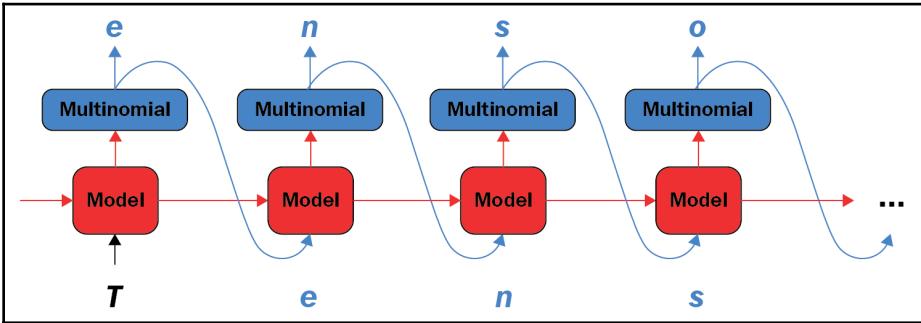 e n s o
Multinomial Multinomial Multinomial Multinomial
Model Model Model Model ...
T e n s